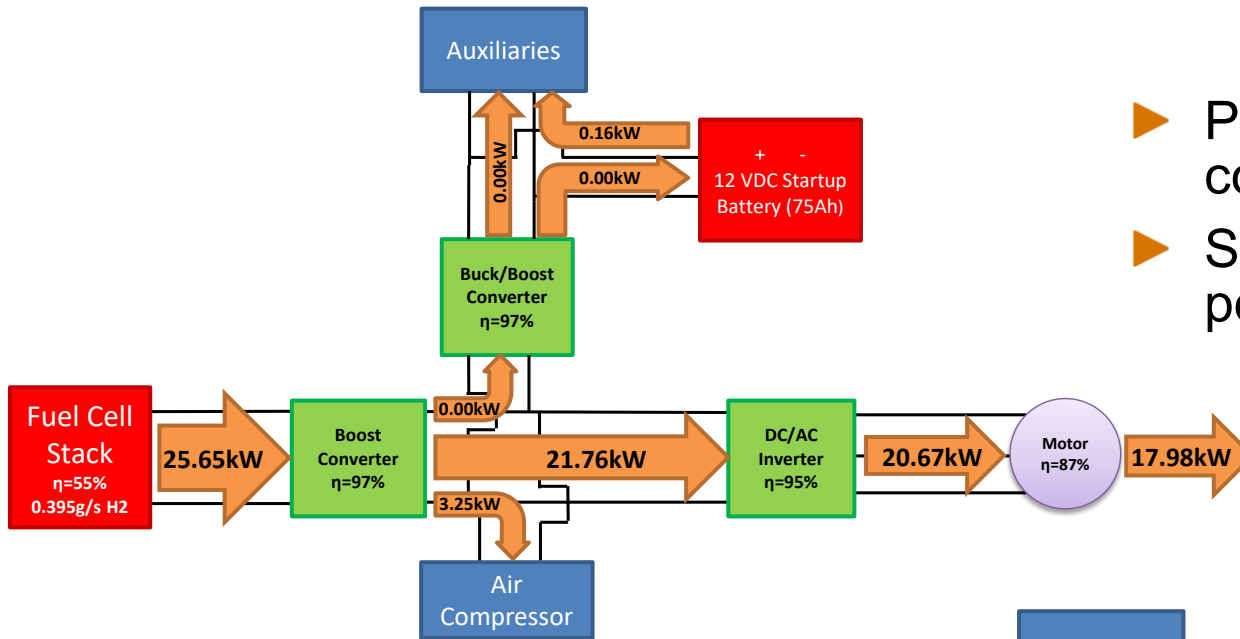 Auxiliaries
0.00kW
0.16kW
0.00kW
+ -
12 VDC Startup
Battery (75Ah)
Buck/Boost
Converter
η=97%
Fuel Cell
Stack
η=55%
0.395g/s H2
25.65kW
Boost
Converter
η=97%
0.00kW
21.76kW
3.25kW
DC/AC
Inverter
η=95%
20.67kW
Motor
η=87%
17.98kW
Air
Compressor